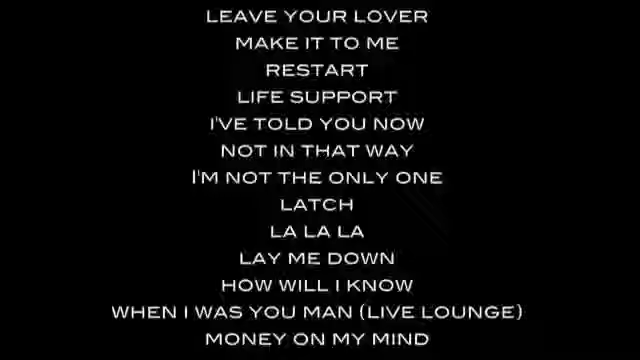 LEAVE YOUR LOVER
MAKE IT TO ME
RESTART
LIFE SUPPORT
I'VE TOLD YOU NOW
NOT IN THAT WAY
I'M NOT THE ONLY ONE
LATCH
LA LA LA
LAY ME DOWN
HOW WILL I KNOW
WHEN I WAS YOU MAN (LIVE LOUNGE)
MONEY ON MY MIND